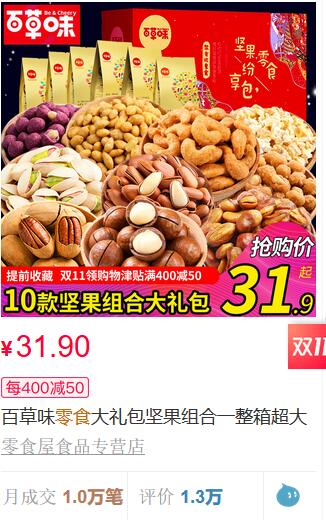 百草味
Be & Cheery
坚果零食
缤纷
享包
百草味
抢购价
提前收藏 双11领购物津贴满400减50
31.9起
10款坚果组合大礼包
¥31.90
双11
每400减50
百草味零食大礼包坚果组合一整箱超大
零食屋食品专营店
月成交 1.0万笔 评价 1.3万